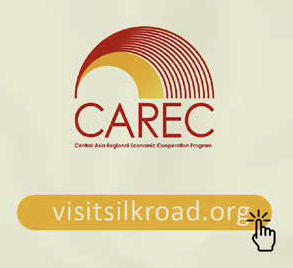 CAREC
Central Asia Regional Economic Cooperation Program
visitsilkroad.org